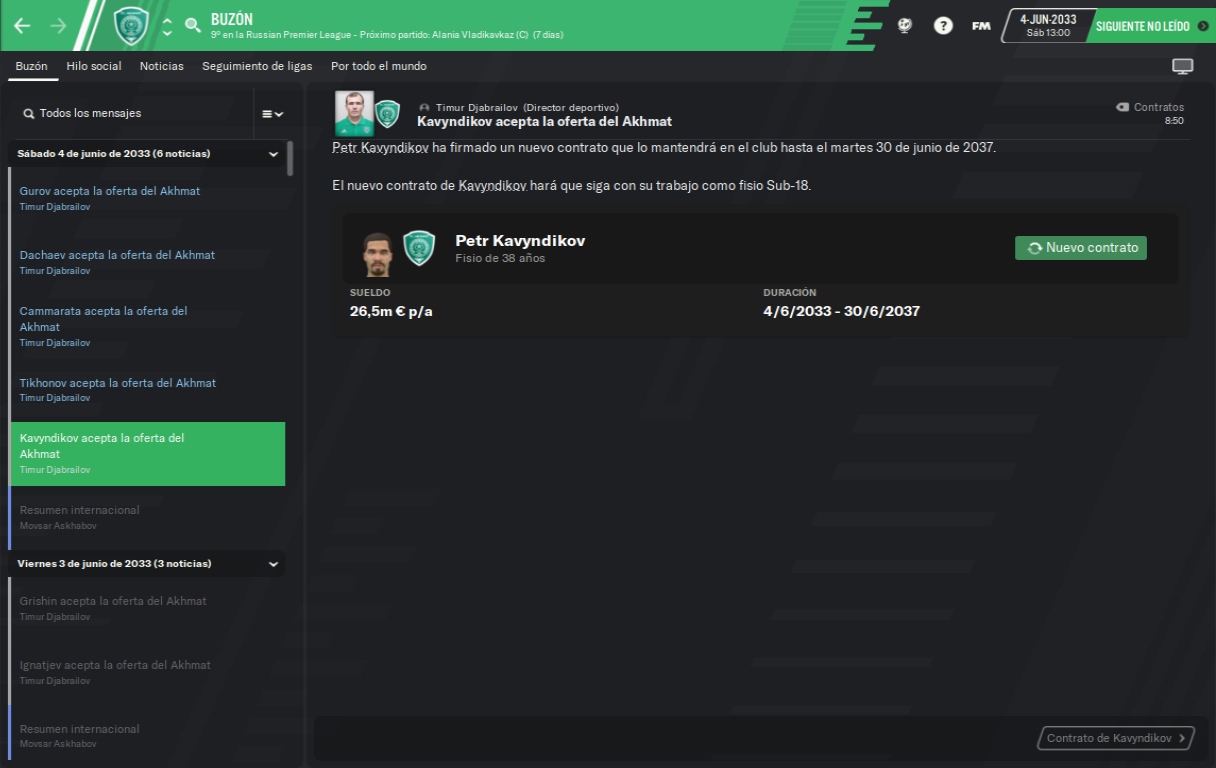 BUZÓN
9º en la Russian Premier League - Próximo partido: Alania Vladikavkaz (C) (7 días)
?
FM
4-JUN-2033
Sáb 13:00
SIGUIENTE NO LEÍDO
Buzón Hilo social Noticias Seguimiento de ligas Por todo el mundo
Todos los mensajes
Sábado 4 de junio de 2033 (6 noticias)
Gurov acepta la oferta del Akhmat
Timur Djabrailov
Dachaev acepta la oferta del Akhmat
Timur Djabrailov
Cammarata acepta la oferta del
Akhmat
Timur Djabrailov
Tikhonov acepta la oferta del Akhmat
Timur Djabrailov
Kavyndikov acepta la oferta del
Akhmat
Timur Djabrailov
Resumen internacional
Movsar Askhabov
Viernes 3 de junio de 2033 (3 noticias)
Grishin acepta la oferta del Akhmat
Timur Djabrailov
Ignatjev acepta la oferta del Akhmat
Timur Djabrailov
Resumen internacional
Movsar Askhabov
Timur Djabrailov (Director deportivo)
Kavyndikov acepta la oferta del Akhmat
Contratos
8:50
Petr Kavyndikov ha firmado un nuevo contrato que lo mantendrá en el club hasta el martes 30 de junio de 2037.
El nuevo contrato de Kavyndikov hará que siga con su trabajo como fisio Sub-18.
Petr Kavyndikov
Fisio de 38 años
Nuevo contrato
SUELDO
26,5m € p/a
DURACIÓN
4/6/2033 - 30/6/2037
Contrato de Kavyndikov